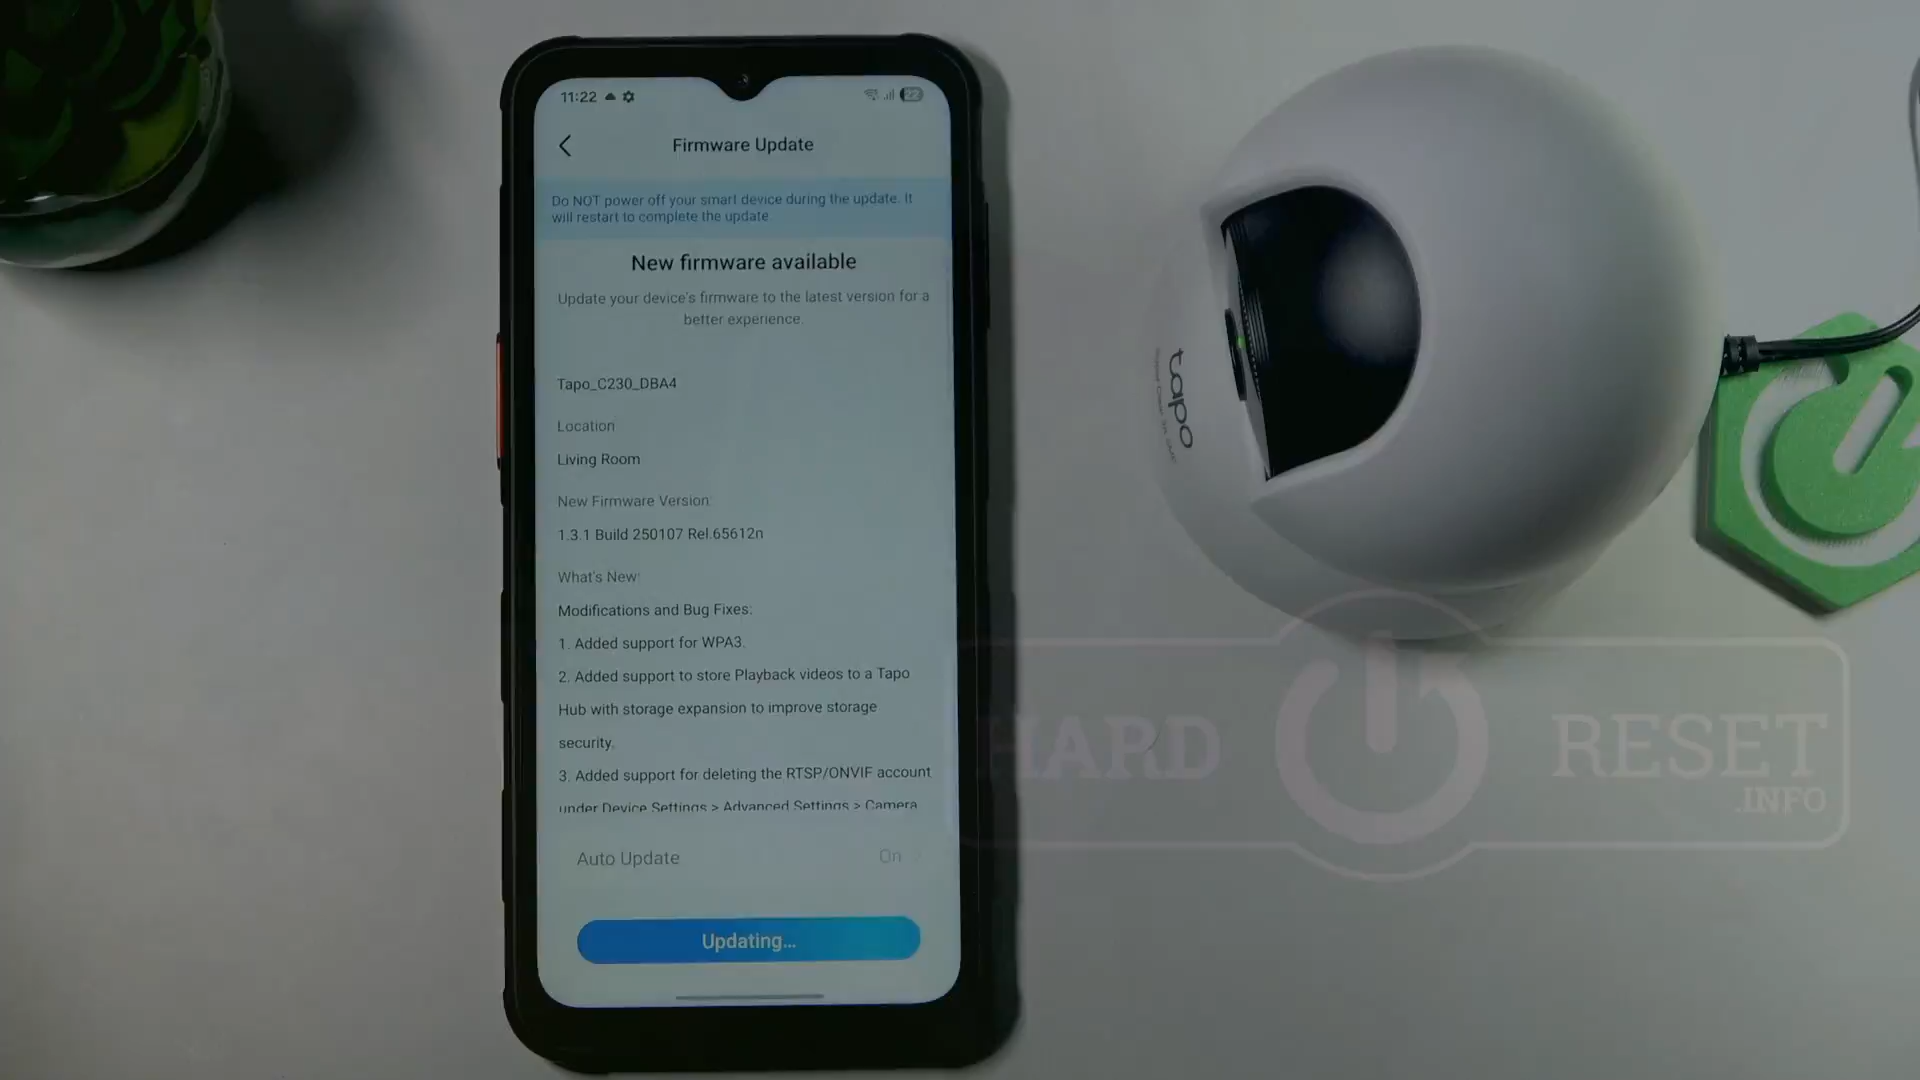 11:22
22
Firmware Update
Do NOT power off your smart device during the update. It
will restart to complete the update.
New firmware available
Update your device's firmware to the latest version for a
better experience.
Tapo_C230_DBA4
Location
Living Room
New Firmware Version:
1.3.1 Build 250107 Rel.65612n
What's New:
Modifications and Bug Fixes:
1. Added support for WPA3.
2. Added support to store Playback videos to a Tapo
Hub with storage expansion to improve storage
security.
3. Added support for deleting the RTSP/ONVIF account
under Device Settings > Advanced Settings > Camera
Auto Update On
Updating...
tapo
HARD RESET
.INFO